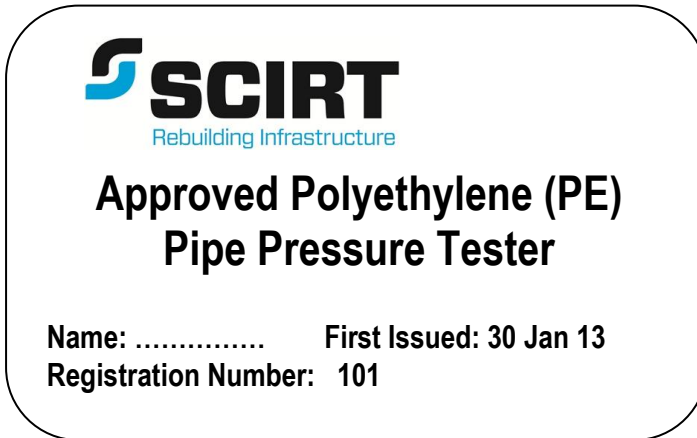 SCIRT
Rebuilding Infrastructure
Approved Polyethylene (PE)
Pipe Pressure Tester
Name: ............... First Issued: 30 Jan 13
Registration Number: 101